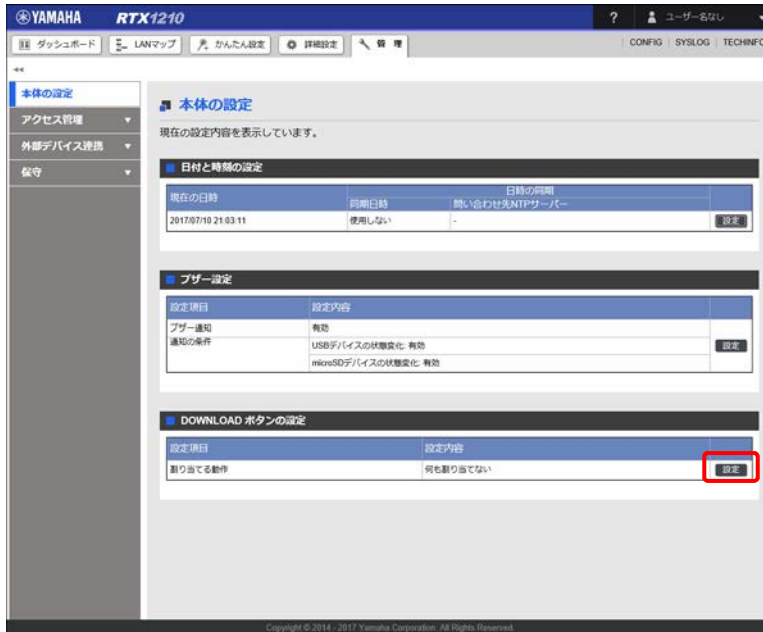 YAMAHA RTX1210 ? ユーザー名なし
ダッシュボード LANマップ かんたん設定 詳細設定 管理 CONFIG SYSLOG TECHINFO
本体の設定
アクセス管理
外部デバイス連携
保守
本体の設定
現在の設定内容を表示しています。
日付と時刻の設定
現在の日時 日時の同期
同期日時 問い合わせ先NTPサーバー
2017/07/10 21:03:11 使用しない - 設定
ブザー設定
設定項目 設定内容
ブザー通知 有効
通知の条件 USBデバイスの状態変化: 有効 設定
microSDデバイスの状態変化: 有効
DOWNLOAD ボタンの設定
設定項目 設定内容
割り当てる動作 何も割り当てない 設定
Copyright © 2014 - 2017 Yamaha Corporation. All Rights Reserved.